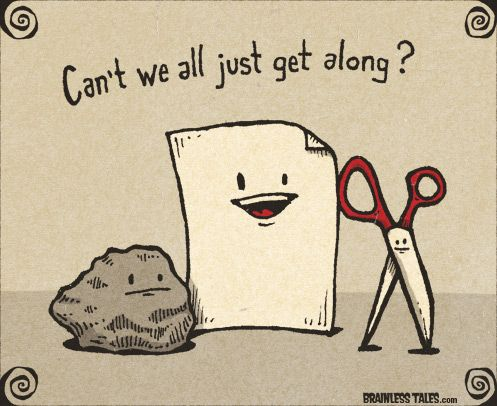 Can't we all just get along?
BRAINLESS TALES.com